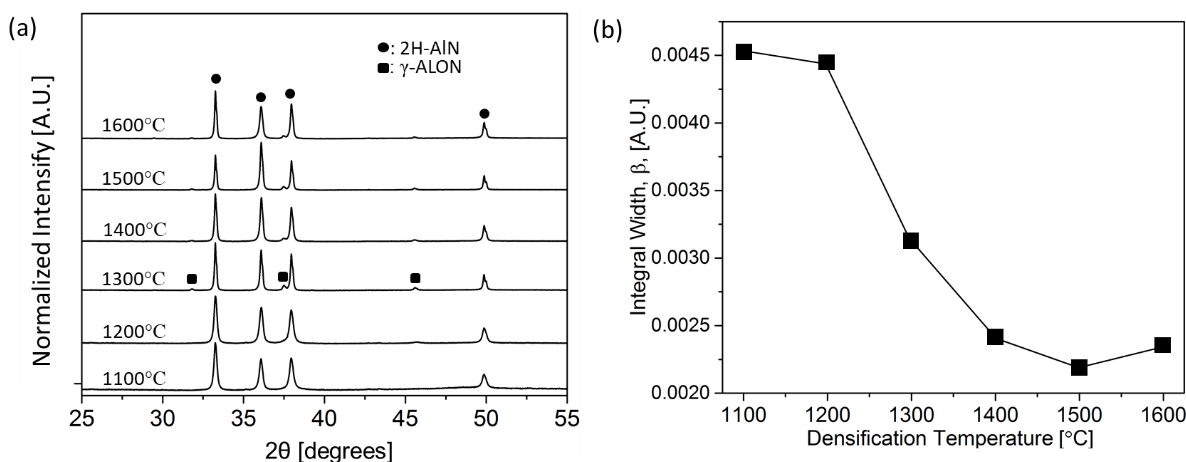 (a)
●: 2H-AlN
■: γ-ALON
1600°C
1500°C
1400°C
1300°C
1200°C
1100°C
Normalized Intensify [A.U.]
25 30 35 40 45 50 55
2θ [degrees]
(b)
0.0045
0.0040
0.0035
0.0030
0.0025
0.0020
Integral Width, β, [A.U.]
1100 1200 1300 1400 1500 1600
Densification Temperature [°C]